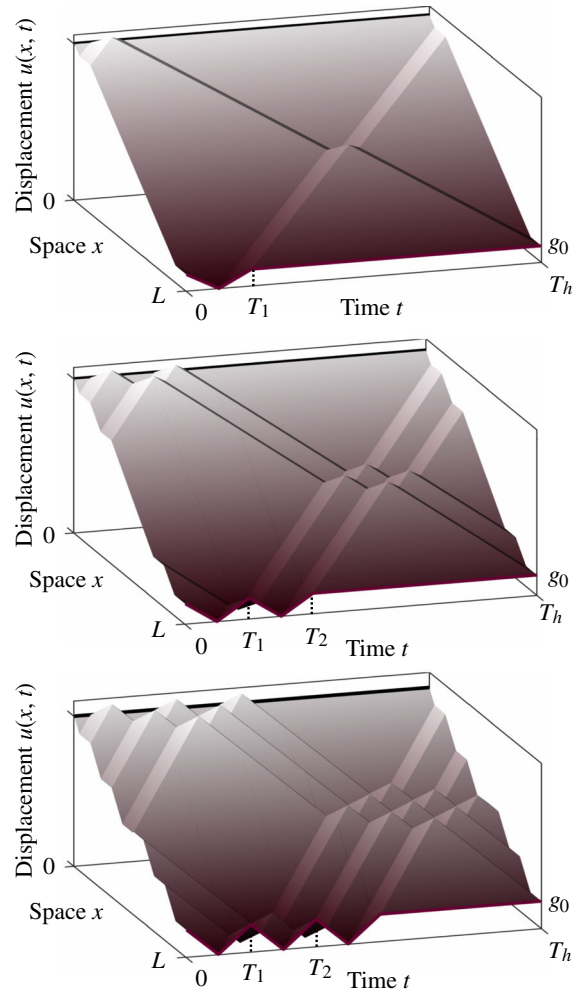 Displacement u(x, t)
0
Space x
L
0
T₁
Time t
Tₕ
g₀
Displacement u(x, t)
0
Space x
L
0
T₁
T₂
Time t
Tₕ
g₀
Displacement u(x, t)
0
Space x
L
0
T₁
T₂
Time t
Tₕ
g₀